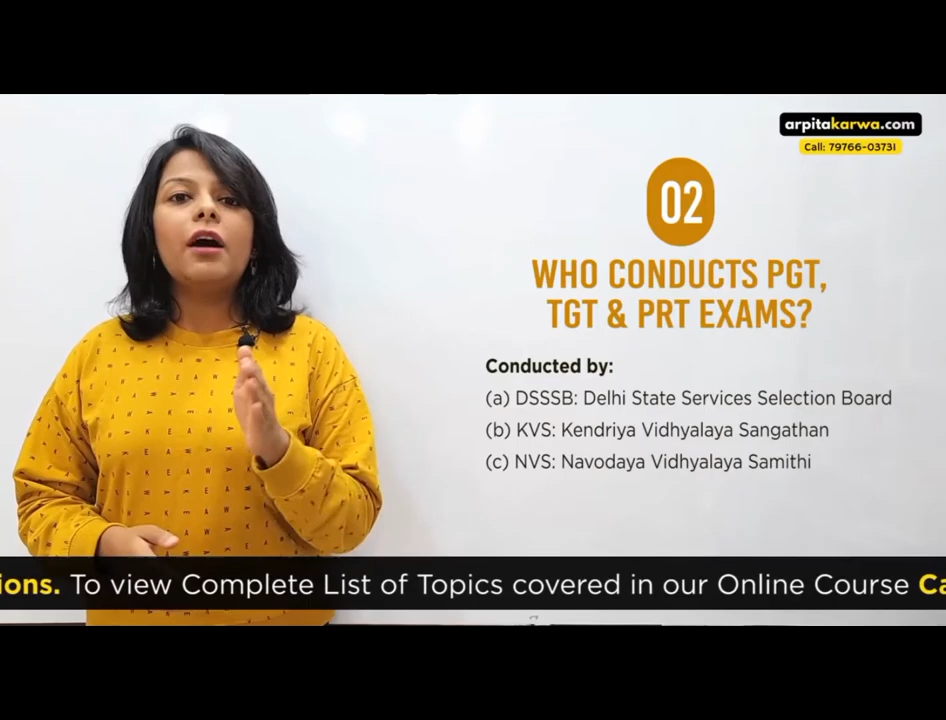 arpitakarwa.com
Call: 79766-03731
02
WHO CONDUCTS PGT,
TGT & PRT EXAMS?
Conducted by:
(a) DSSSB: Delhi State Services Selection Board
(b) KVS: Kendriya Vidhyalaya Sangathan
(c) NVS: Navodaya Vidhyalaya Samithi
ions. To view Complete List of Topics covered in our Online Course Ca